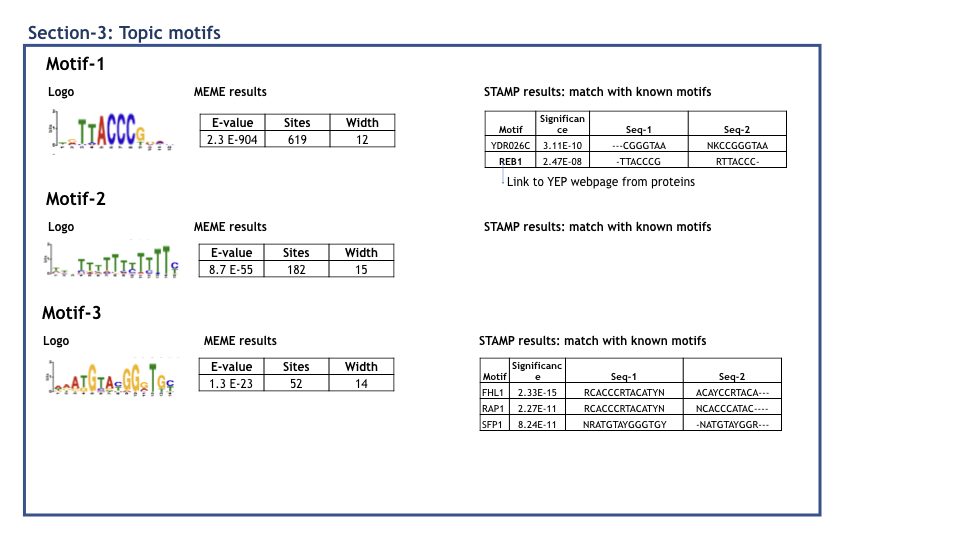 Section-3: Topic motifs
Motif-1
Logo MEME results STAMP results: match with known motifs
TTACCCG
E-value Sites Width
2.3 E-904 619 12
Motif Significan
ce Seq-1 Seq-2
YDR026C 3.11E-10 ---CGGGTAA NKCCGGGTAA
REB1 2.47E-08 -TTACCCG RTTACCC-
Link to YEP webpage from proteins
Motif-2
Logo MEME results STAMP results: match with known motifs
E-value Sites Width
8.7 E-55 182 15
Motif-3
Logo MEME results STAMP results: match with known motifs
E-value Sites Width
1.3 E-23 52 14
Motif Significanc
e Seq-1 Seq-2
FHL1 2.33E-15 RCACCCRTACATYN ACAYCCRTACA---
RAP1 2.27E-11 RCACCCRTACATYN NCACCCATAC----
SFP1 8.24E-11 NRATGTAYGGGTGY -NATGTAYGGR---